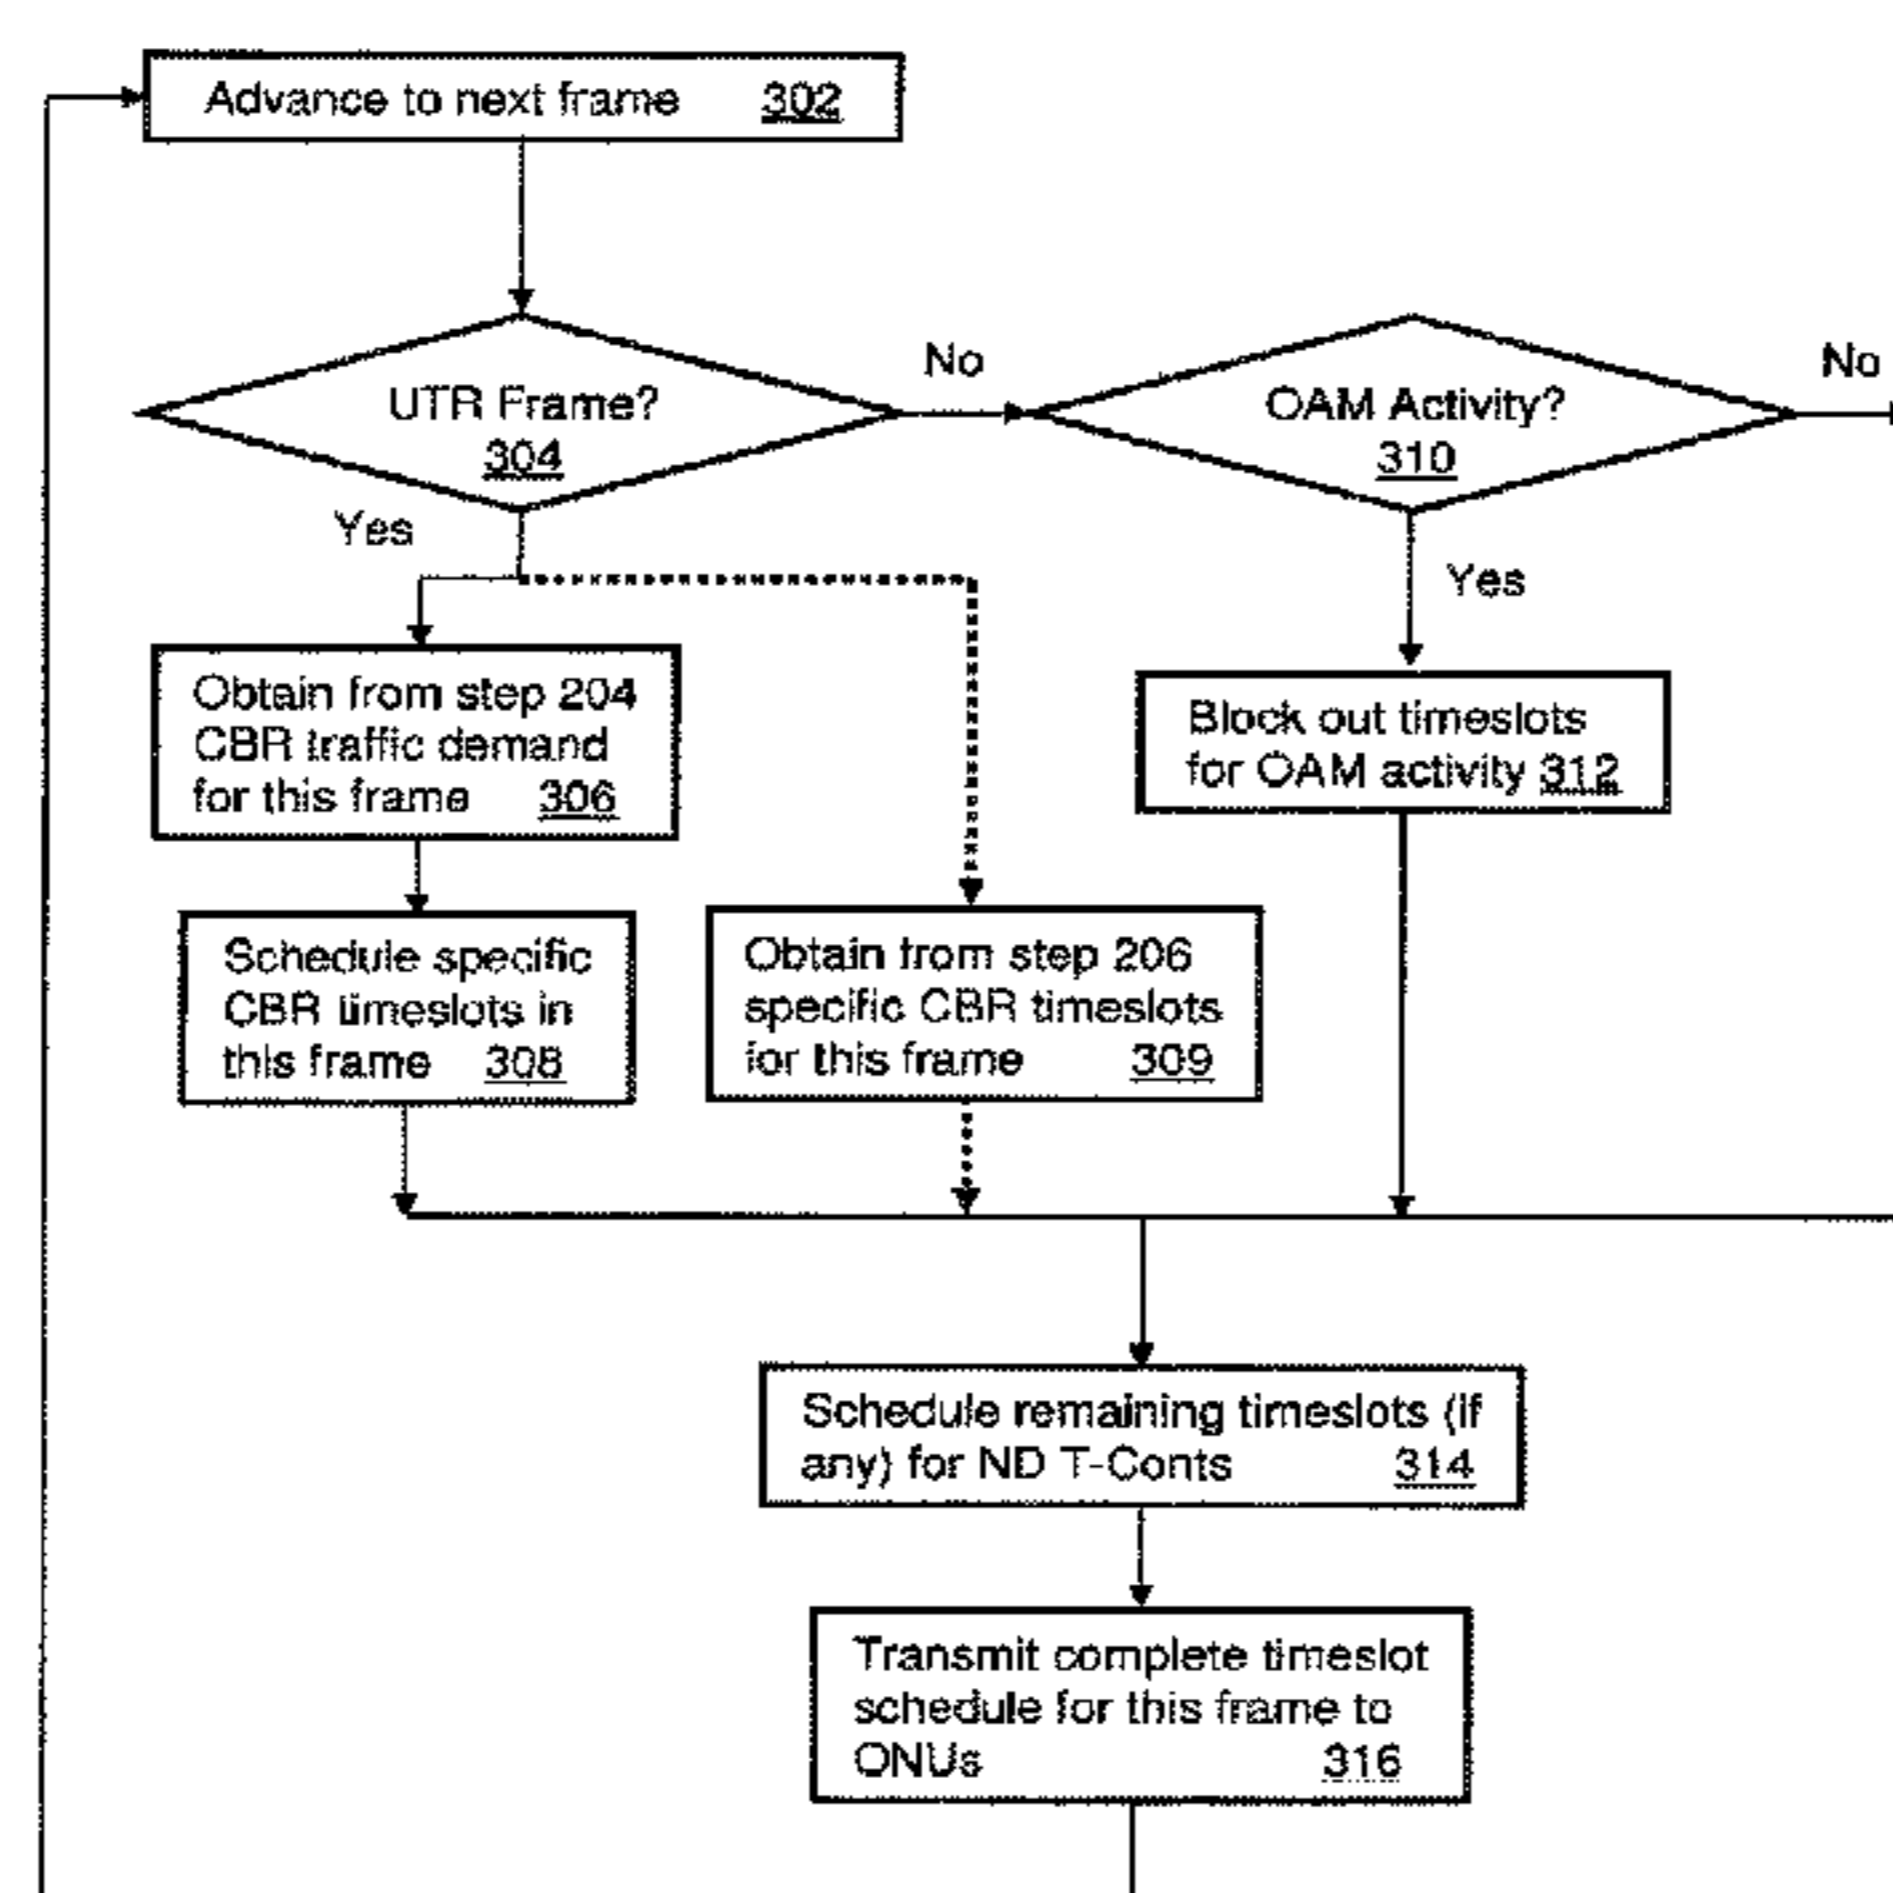 Advance to next frame 302
UTR Frame?
304
No
OAM Activity?
310
No
Yes
Yes
Obtain from step 204
CBR traffic demand
for this frame 306
Block out timeslots
for OAM activity 312
Schedule specific
CBR timeslots in
this frame 308
Obtain from step 206
specific CBR timeslots
for this frame 309
Schedule remaining timeslots (if
any) for ND T-Conts 314
Transmit complete timeslot
schedule for this frame to
ONUs 316